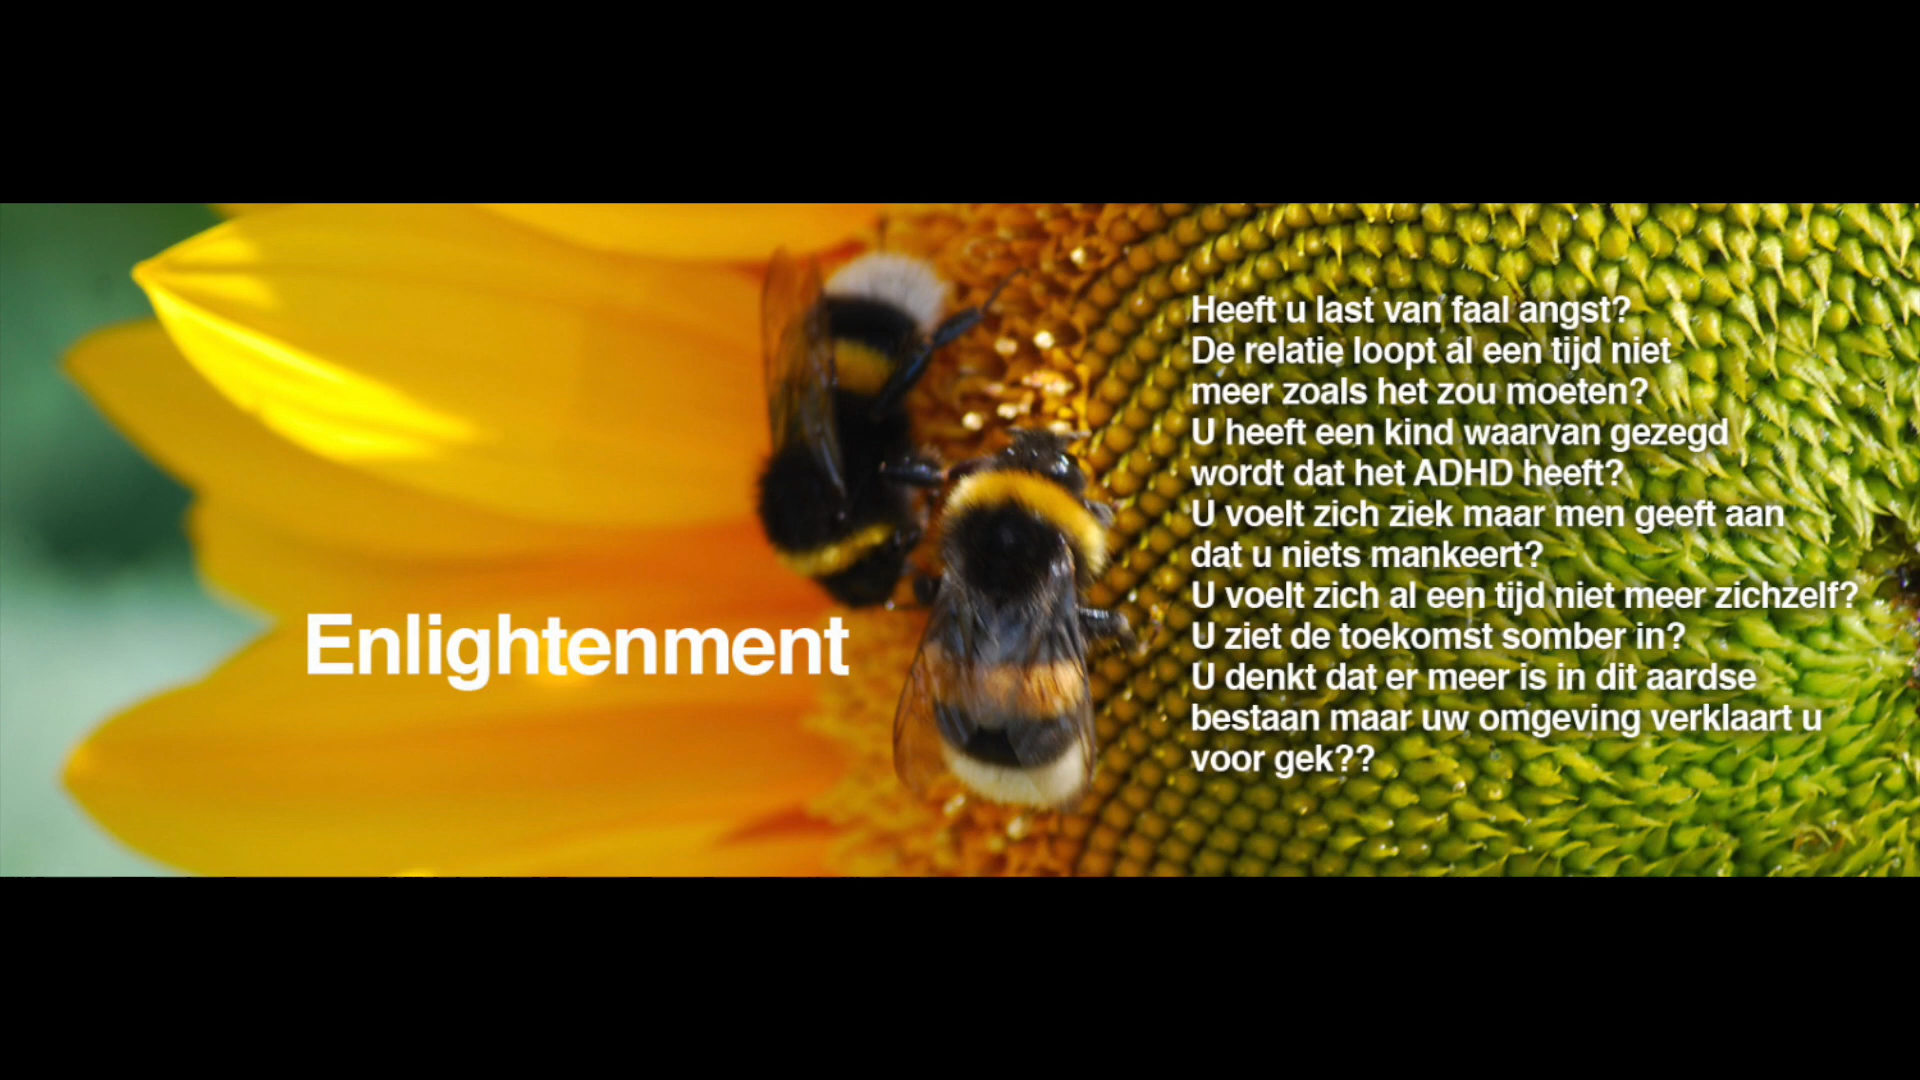 Enlightenment
Heeft u last van faal angst?
De relatie loopt al een tijd niet
meer zoals het zou moeten?
U heeft een kind waarvan gezegd
wordt dat het ADHD heeft?
U voelt zich ziek maar men geeft aan
dat u niets mankeert?
U voelt zich al een tijd niet meer zichzelf?
U ziet de toekomst somber in?
U denkt dat er meer is in dit aardse
bestaan maar uw omgeving verklaart u
voor gek??